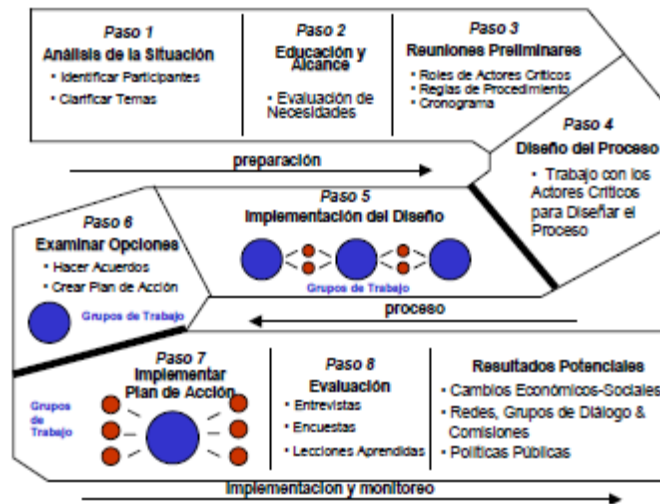 Paso 1
Análisis de la Situación
• Identificar Participantes
• Clarificar Temas
Paso 2
Educación y
Alcance
• Evaluación de
Necesidades
Paso 3
Reuniones Preliminares
• Roles de Actores Críticos
• Reglas de Procedimiento
• Cronograma
Paso 4
Diseño del Proceso
• Trabajo con los
Actores Críticos
para Diseñar el
Proceso
preparación
Paso 5
Implementación del Diseño
Grupos de Trabajo
Paso 6
Examinar Opciones
• Hacer Acuerdos
• Crear Plan de Acción
Grupos de Trabajo
proceso
Paso 7
Implementar
Plan de Acción
Grupos
de
Trabajo
Paso 8
Evaluación
• Entrevistas
• Encuestas
• Lecciones Aprendidas
Resultados Potenciales
• Cambios Económicos-Sociales
• Redes, Grupos de Diálogo &
Comisiones
• Políticas Públicas
Implementacion y monitoreo